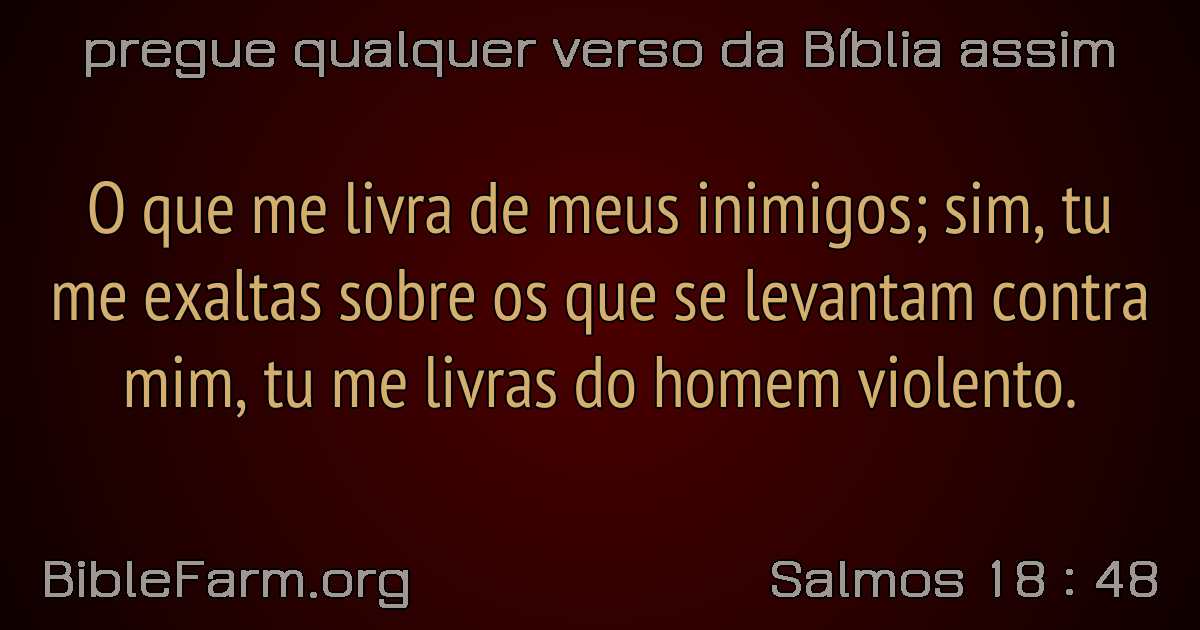 pregue qualquer verso da Bíblia assim
O que me livra de meus inimigos; sim, tu
me exaltas sobre os que se levantam contra
mim, tu me livras do homem violento.
BibleFarm.org
Salmos 18 : 48